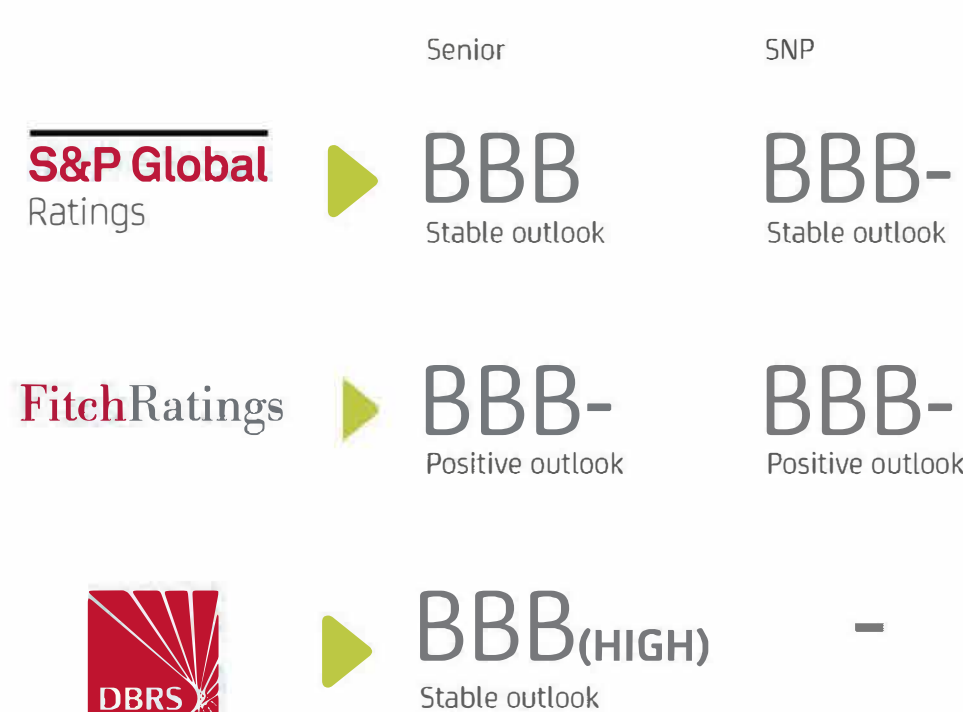 Senior SNP
S&P Global
Ratings
BBB BBB-
Stable outlook Stable outlook
FitchRatings
BBB- BBB-
Positive outlook Positive outlook
DBRS
BBB(HIGH) -
Stable outlook